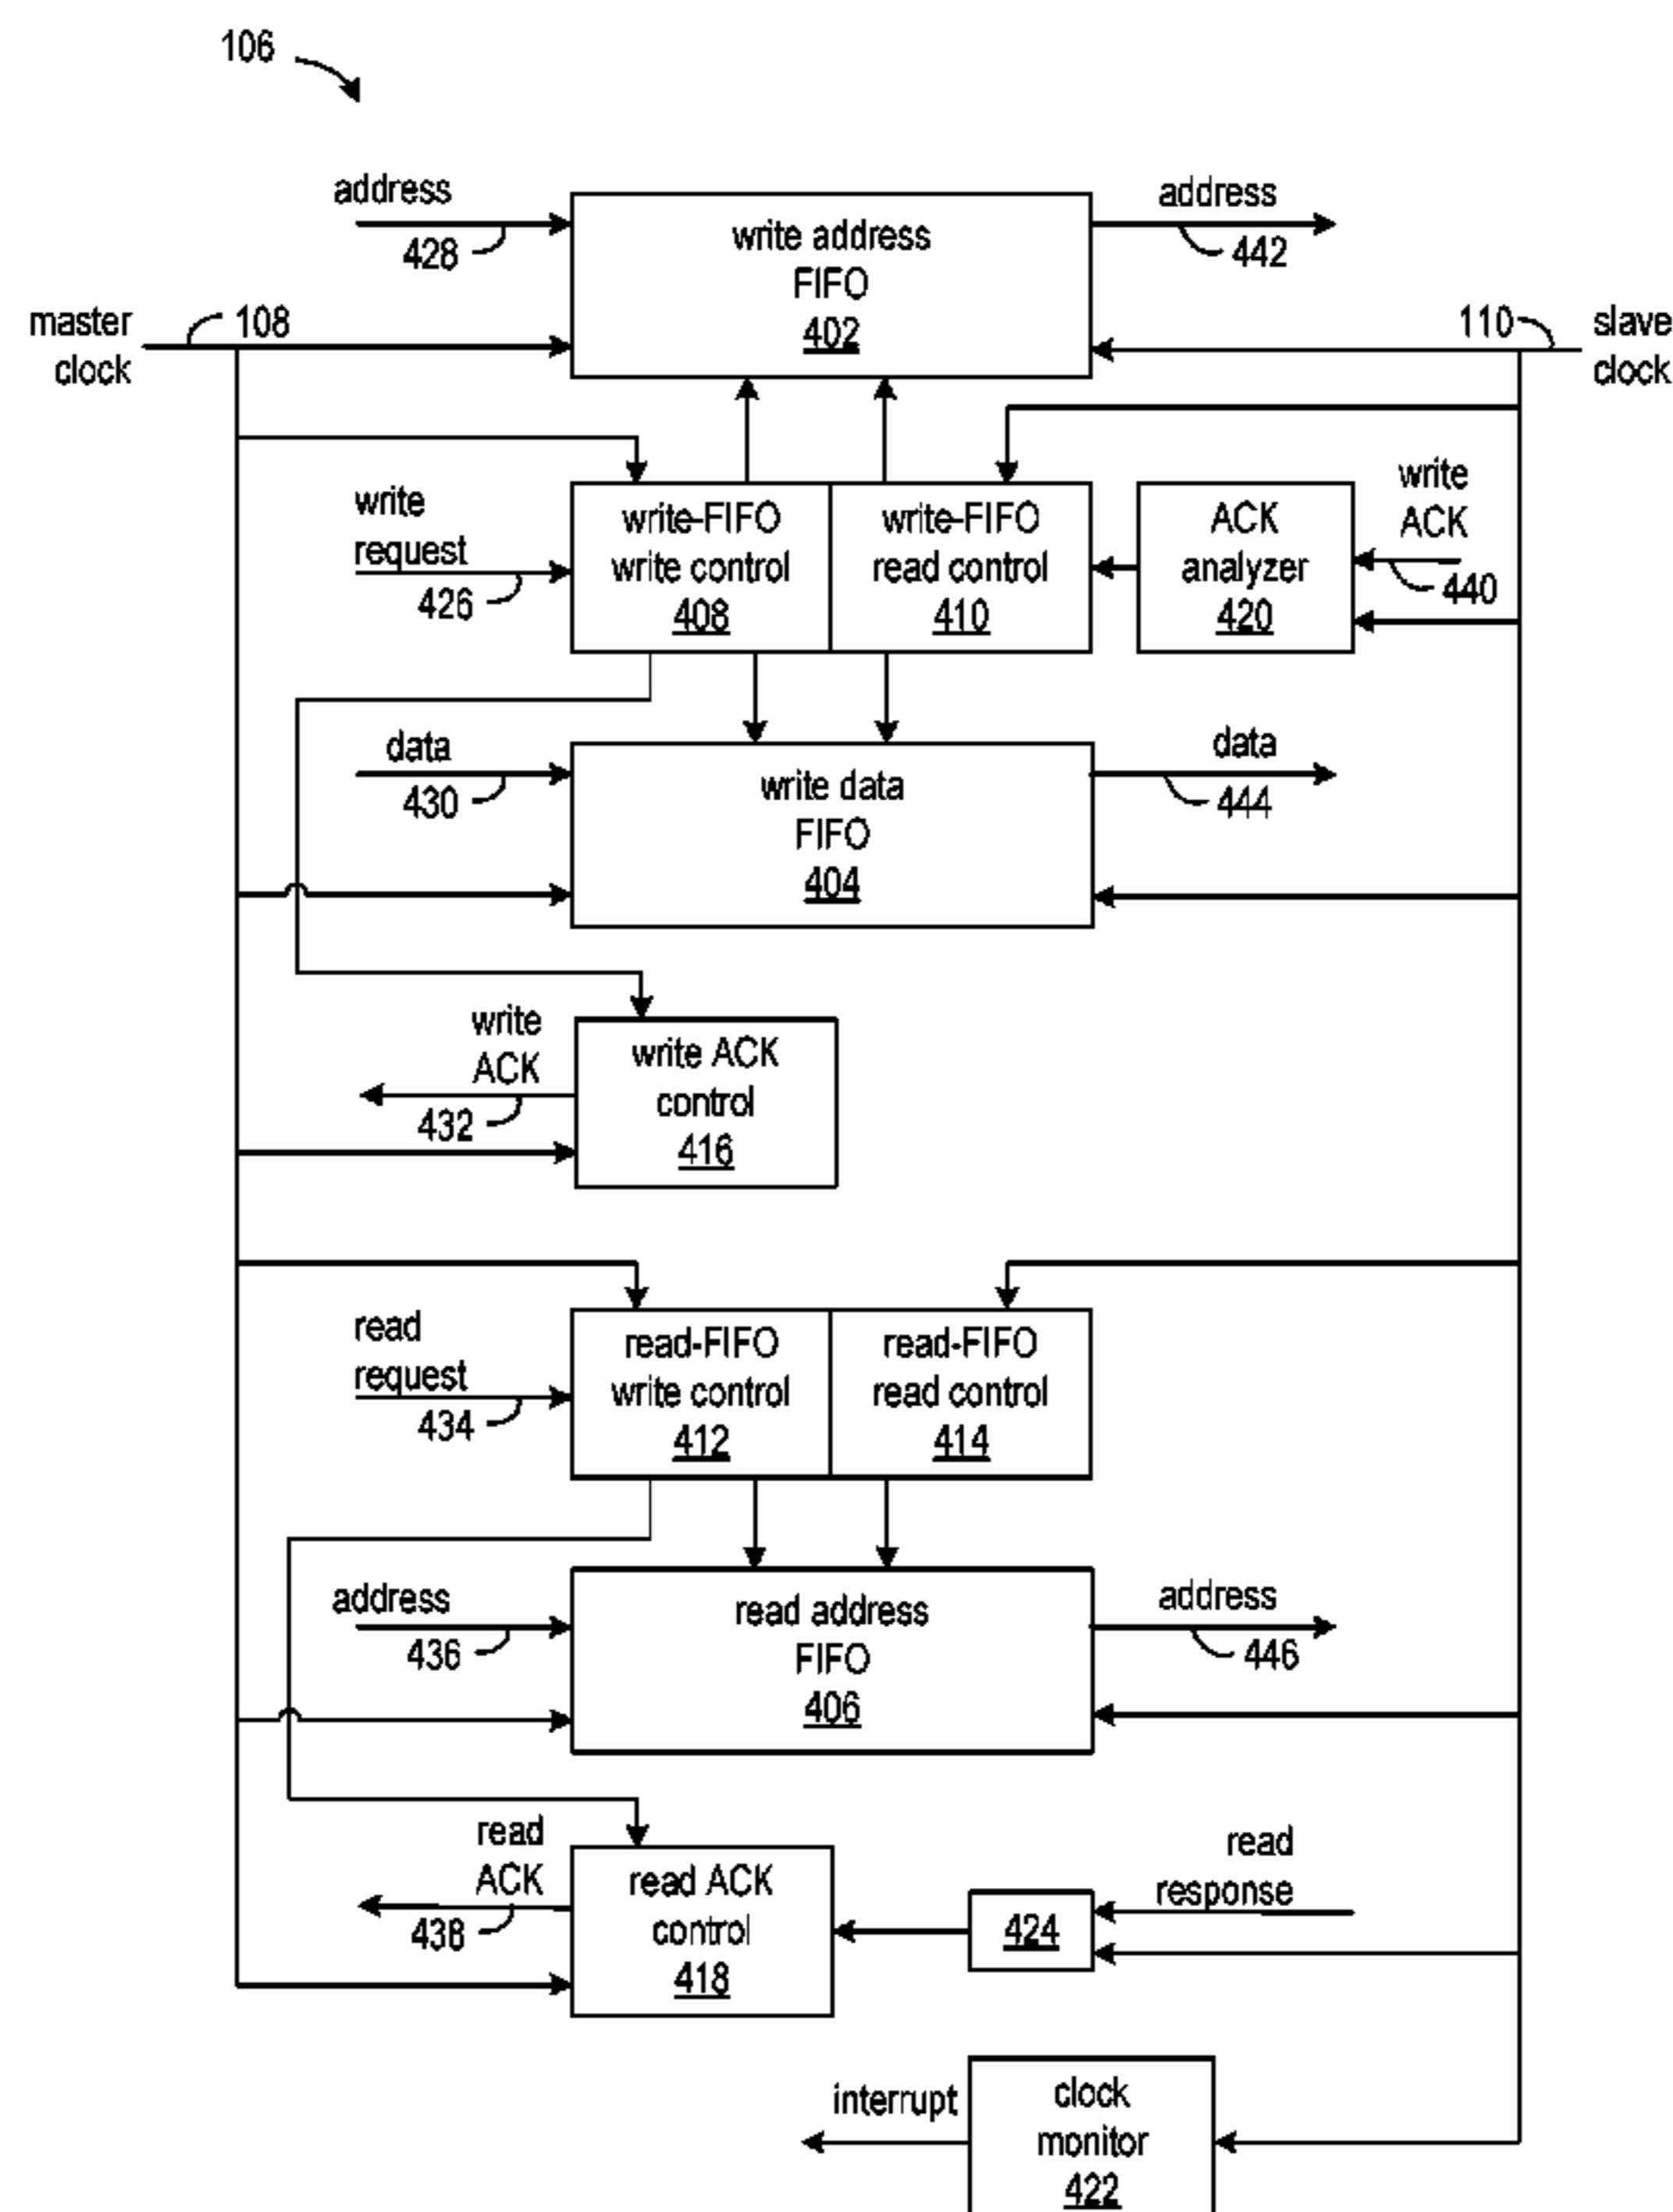 106
address
428
write address
FIFO
402
address
442
master
clock
108
110
slave
clock
write
request
426
write-FIFO
write control
408
write-FIFO
read control
410
ACK
analyzer
420
write
ACK
440
data
430
write data
FIFO
404
data
444
write
ACK
432
write ACK
control
416
read
request
434
read-FIFO
write control
412
read-FIFO
read control
414
address
436
read address
FIFO
406
address
446
read
ACK
438
read ACK
control
418
424
read
response
interrupt
clock
monitor
422